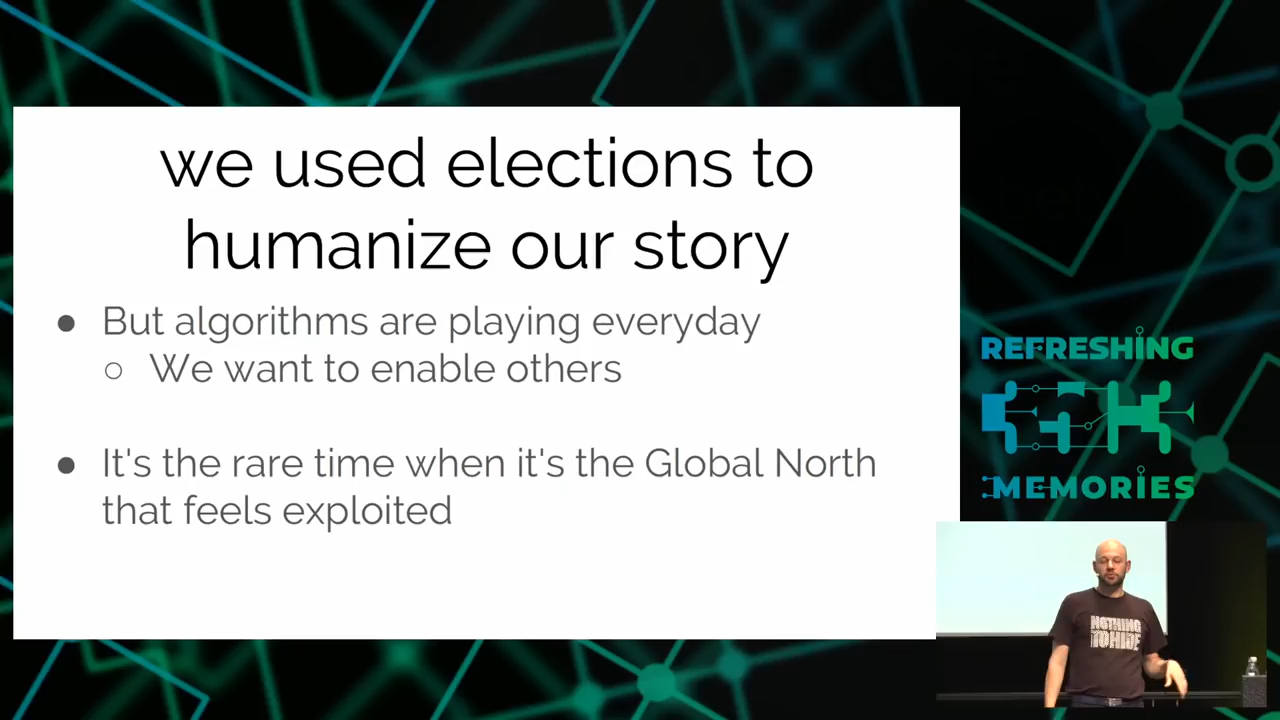 we used elections to
humanize our story
● But algorithms are playing everyday
○ We want to enable others
● It's the rare time when it's the Global North
that feels exploited
REFRESHING
35C3
MEMORIES
NOTHING
TO HIDE